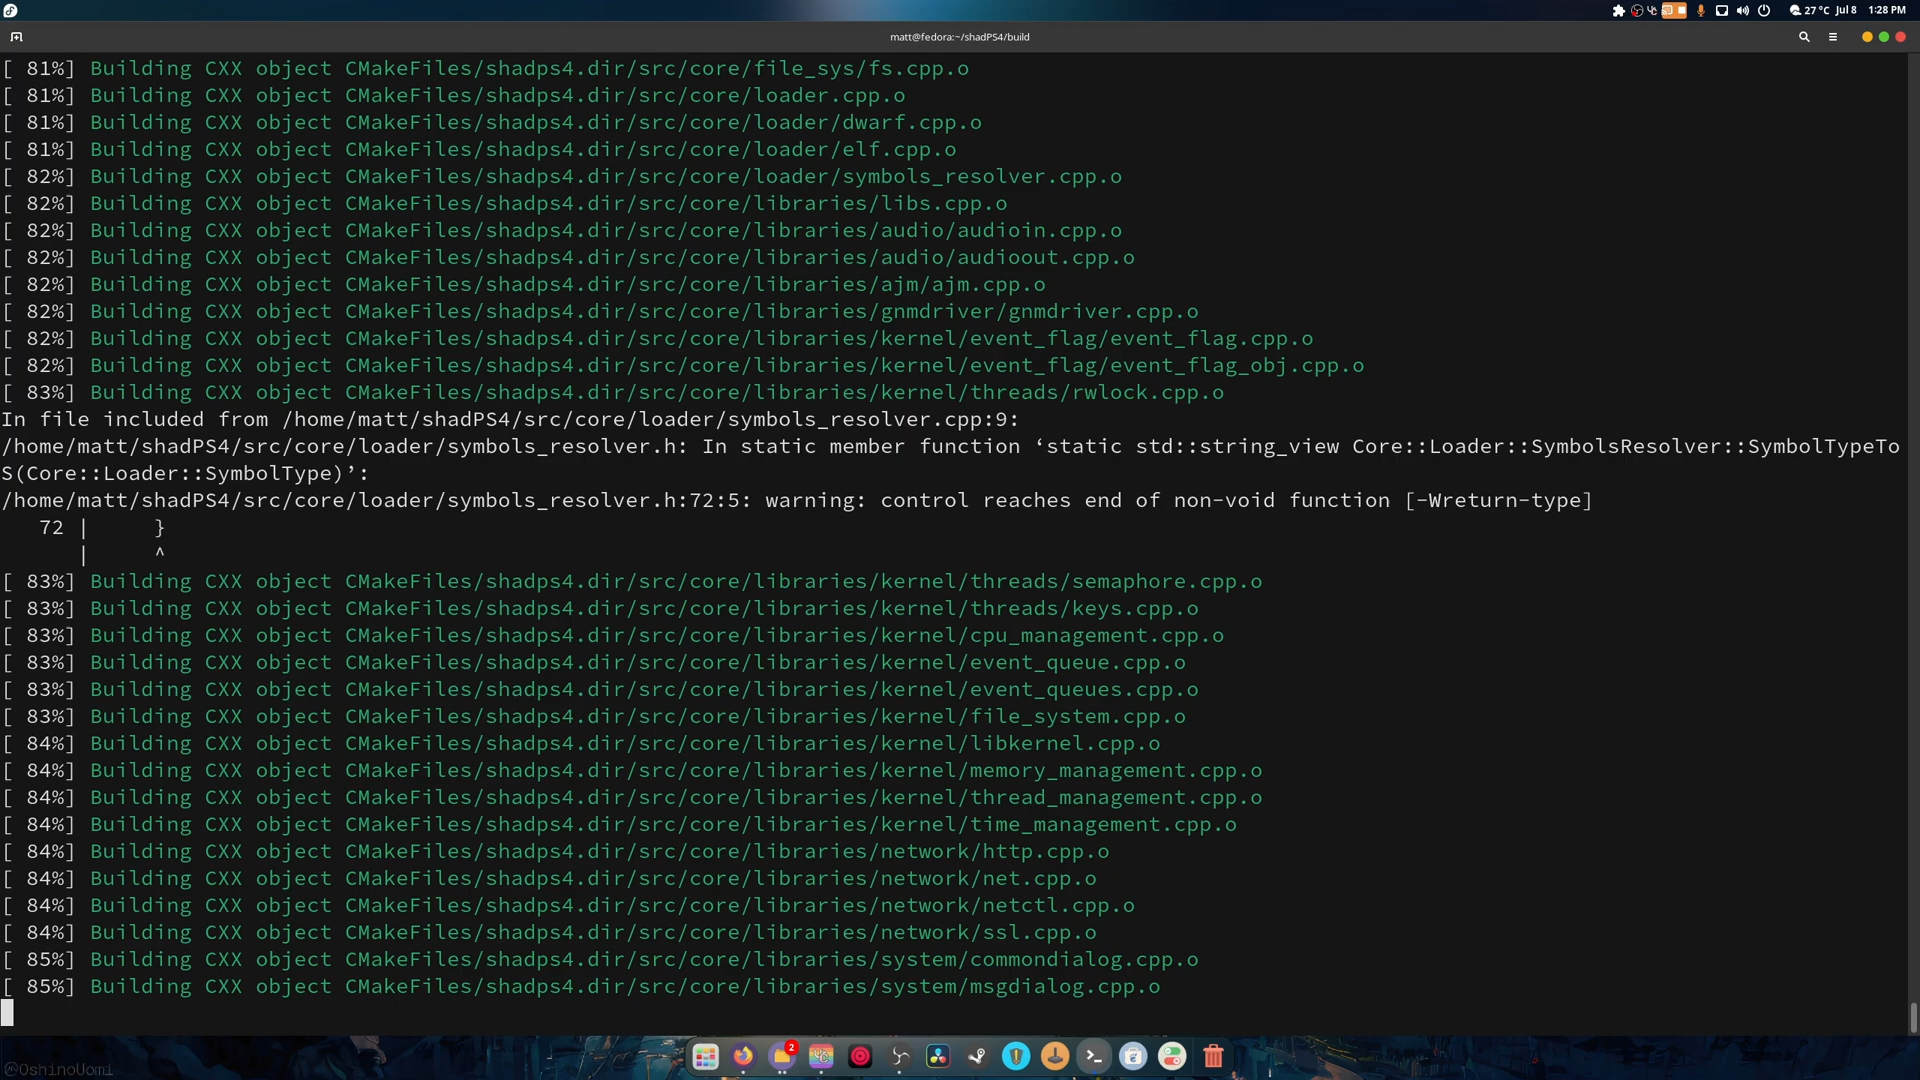 27 °C Jul 8 1:28 PM
matt@fedora:~/shadPS4/build
[ 81%] Building CXX object CMakeFiles/shadps4.dir/src/core/file_sys/fs.cpp.o
[ 81%] Building CXX object CMakeFiles/shadps4.dir/src/core/loader.cpp.o
[ 81%] Building CXX object CMakeFiles/shadps4.dir/src/core/loader/dwarf.cpp.o
[ 81%] Building CXX object CMakeFiles/shadps4.dir/src/core/loader/elf.cpp.o
[ 82%] Building CXX object CMakeFiles/shadps4.dir/src/core/loader/symbols_resolver.cpp.o
[ 82%] Building CXX object CMakeFiles/shadps4.dir/src/core/libraries/libs.cpp.o
[ 82%] Building CXX object CMakeFiles/shadps4.dir/src/core/libraries/audio/audioin.cpp.o
[ 82%] Building CXX object CMakeFiles/shadps4.dir/src/core/libraries/audio/audioout.cpp.o
[ 82%] Building CXX object CMakeFiles/shadps4.dir/src/core/libraries/ajm/ajm.cpp.o
[ 82%] Building CXX object CMakeFiles/shadps4.dir/src/core/libraries/gnmdriver/gnmdriver.cpp.o
[ 82%] Building CXX object CMakeFiles/shadps4.dir/src/core/libraries/kernel/event_flag/event_flag.cpp.o
[ 82%] Building CXX object CMakeFiles/shadps4.dir/src/core/libraries/kernel/event_flag/event_flag_obj.cpp.o
[ 83%] Building CXX object CMakeFiles/shadps4.dir/src/core/libraries/kernel/threads/rwlock.cpp.o
In file included from /home/matt/shadPS4/src/core/loader/symbols_resolver.cpp:9:
/home/matt/shadPS4/src/core/loader/symbols_resolver.h: In static member function ‘static std::string_view Core::Loader::SymbolsResolver::SymbolTypeTo
S(Core::Loader::SymbolType)’:
/home/matt/shadPS4/src/core/loader/symbols_resolver.h:72:5: warning: control reaches end of non-void function [-Wreturn-type]
72 | }
| ^
[ 83%] Building CXX object CMakeFiles/shadps4.dir/src/core/libraries/kernel/threads/semaphore.cpp.o
[ 83%] Building CXX object CMakeFiles/shadps4.dir/src/core/libraries/kernel/threads/keys.cpp.o
[ 83%] Building CXX object CMakeFiles/shadps4.dir/src/core/libraries/kernel/cpu_management.cpp.o
[ 83%] Building CXX object CMakeFiles/shadps4.dir/src/core/libraries/kernel/event_queue.cpp.o
[ 83%] Building CXX object CMakeFiles/shadps4.dir/src/core/libraries/kernel/event_queues.cpp.o
[ 83%] Building CXX object CMakeFiles/shadps4.dir/src/core/libraries/kernel/file_system.cpp.o
[ 84%] Building CXX object CMakeFiles/shadps4.dir/src/core/libraries/kernel/libkernel.cpp.o
[ 84%] Building CXX object CMakeFiles/shadps4.dir/src/core/libraries/kernel/memory_management.cpp.o
[ 84%] Building CXX object CMakeFiles/shadps4.dir/src/core/libraries/kernel/thread_management.cpp.o
[ 84%] Building CXX object CMakeFiles/shadps4.dir/src/core/libraries/kernel/time_management.cpp.o
[ 84%] Building CXX object CMakeFiles/shadps4.dir/src/core/libraries/network/http.cpp.o
[ 84%] Building CXX object CMakeFiles/shadps4.dir/src/core/libraries/network/net.cpp.o
[ 84%] Building CXX object CMakeFiles/shadps4.dir/src/core/libraries/network/netctl.cpp.o
[ 84%] Building CXX object CMakeFiles/shadps4.dir/src/core/libraries/network/ssl.cpp.o
[ 85%] Building CXX object CMakeFiles/shadps4.dir/src/core/libraries/system/commondialog.cpp.o
[ 85%] Building CXX object CMakeFiles/shadps4.dir/src/core/libraries/system/msgdialog.cpp.o
2
@OshinoUomi